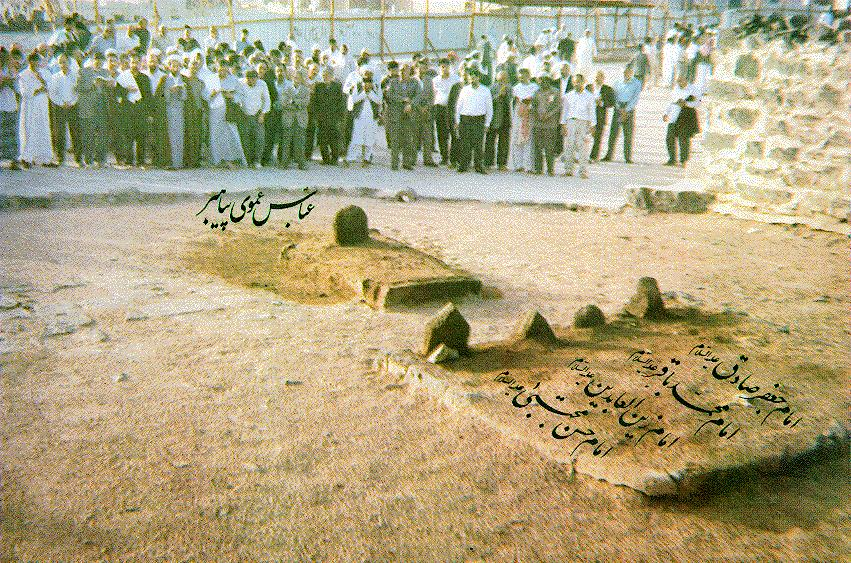 عباس عموی پیامبر
امام جعفر صادق علیه‌السلام
امام محمد باقر علیه‌السلام
امام زین العابدین علیه‌السلام
امام حسن مجتبی علیه‌السلام